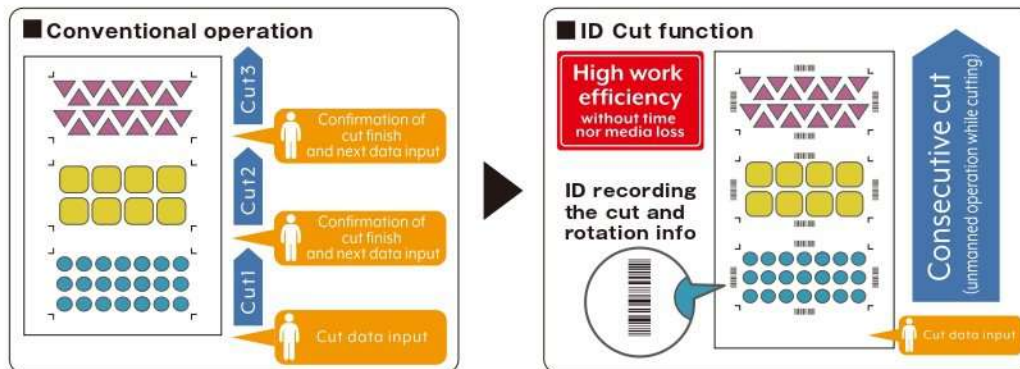 ■ Conventional operation
Cut3
Confirmation of
cut finish
and next data input
Cut2
Confirmation of
cut finish
and next data input
Cut1
Cut data input
■ ID Cut function
High work
efficiency
without time
nor media loss
ID recording
the cut and
rotation info
Consecutive cut
(unmanned operation while cutting)
Cut data input